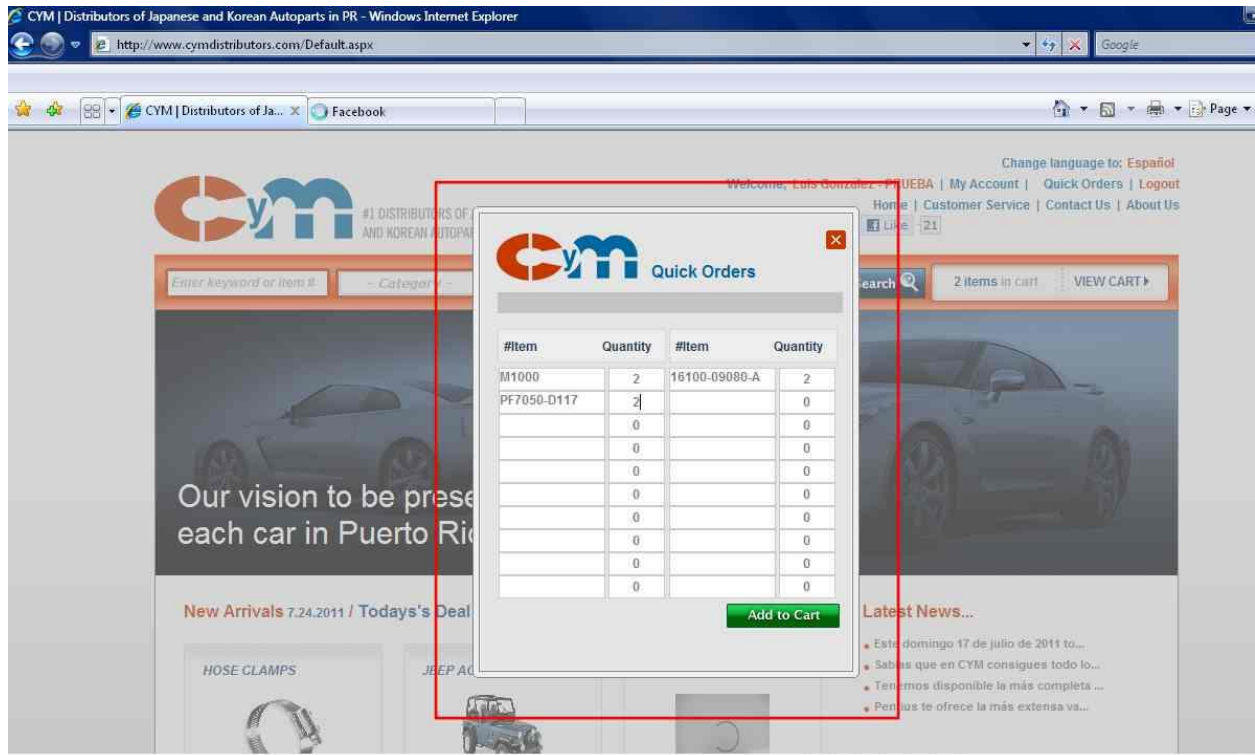 CYM | Distributors of Japanese and Korean Autoparts in PR - Windows Internet Explorer
http://www.cymdistributors.com/Default.aspx
Google
CYM | Distributors of Ja... X
Facebook
Page
Change language to: Español
Welcome, Luis González - PRUEBA | My Account | Quick Orders | Logout
Home | Customer Service | Contact Us | About Us
Like 21
CyM
#1 DISTRIBUTORS OF
AND KOREAN AUTOPA
Enter keyword or item #
- Category -
Search
2 items in cart
VIEW CART
CyM Quick Orders
#Item Quantity #Item Quantity
M1000 2 16100-09080-A 2
PF7050-D117 2 0
0 0
0 0
0 0
0 0
0 0
0 0
0 0
0 0
Add to Cart
Our vision to be prese
each car in Puerto Ric
New Arrivals 7.24.2011 / Todays's Deal
HOSE CLAMPS
JEEP AC
Latest News...
Este domingo 17 de julio de 2011 to...
Sabias que en CYM consigues todo lo...
Tenemos disponible la más completa ...
te ofrece la más extensa va...